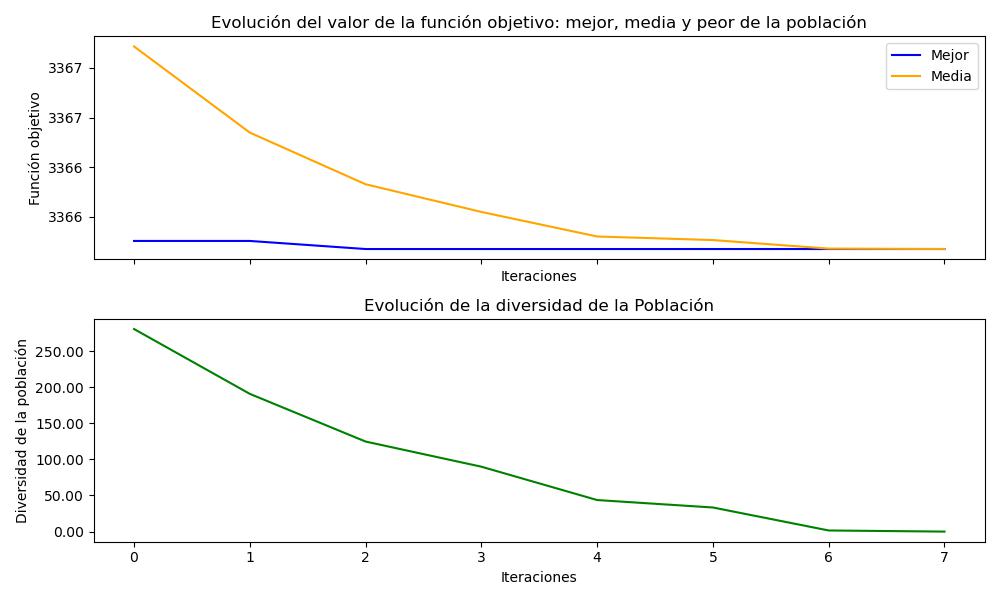 Evolución del valor de la función objetivo: mejor, media y peor de la población
Mejor
Media
3367
3367
3366
3366
Función objetivo
Iteraciones
Evolución de la diversidad de la Población
250.00
200.00
150.00
100.00
50.00
0.00
Diversidad de la población
0 1 2 3 4 5 6 7
Iteraciones